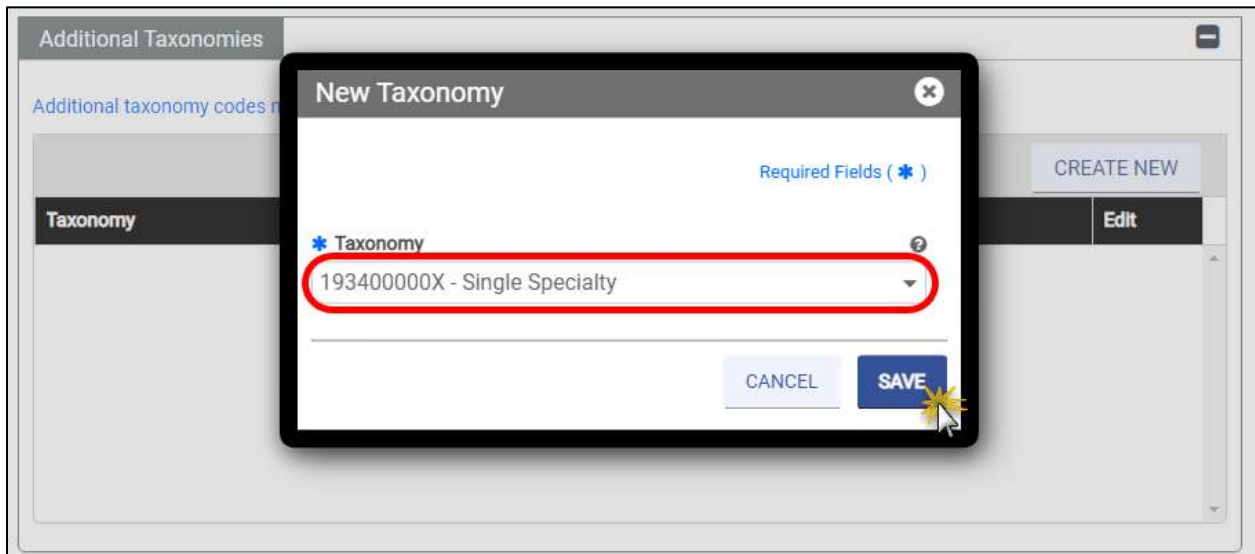 Additional Taxonomies
New Taxonomy
Additional taxonomy codes
Required Fields ( * )
CREATE NEW
Taxonomy
Edit
* Taxonomy
193400000X - Single Specialty
CANCEL
SAVE